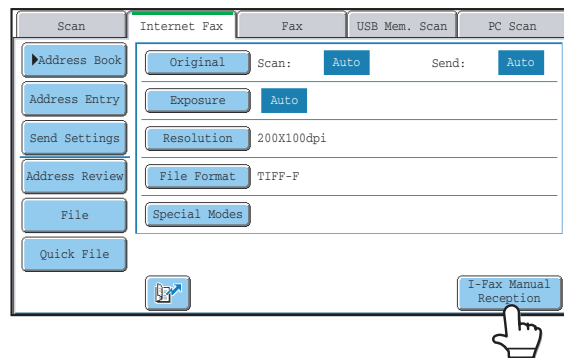 Scan Internet Fax Fax USB Mem. Scan PC Scan
Address Book Original Scan: Auto Send: Auto
Address Entry Exposure Auto
Send Settings Resolution 200X100dpi
Address Review File Format TIFF-F
File Special Modes
Quick File
I-Fax Manual
Reception